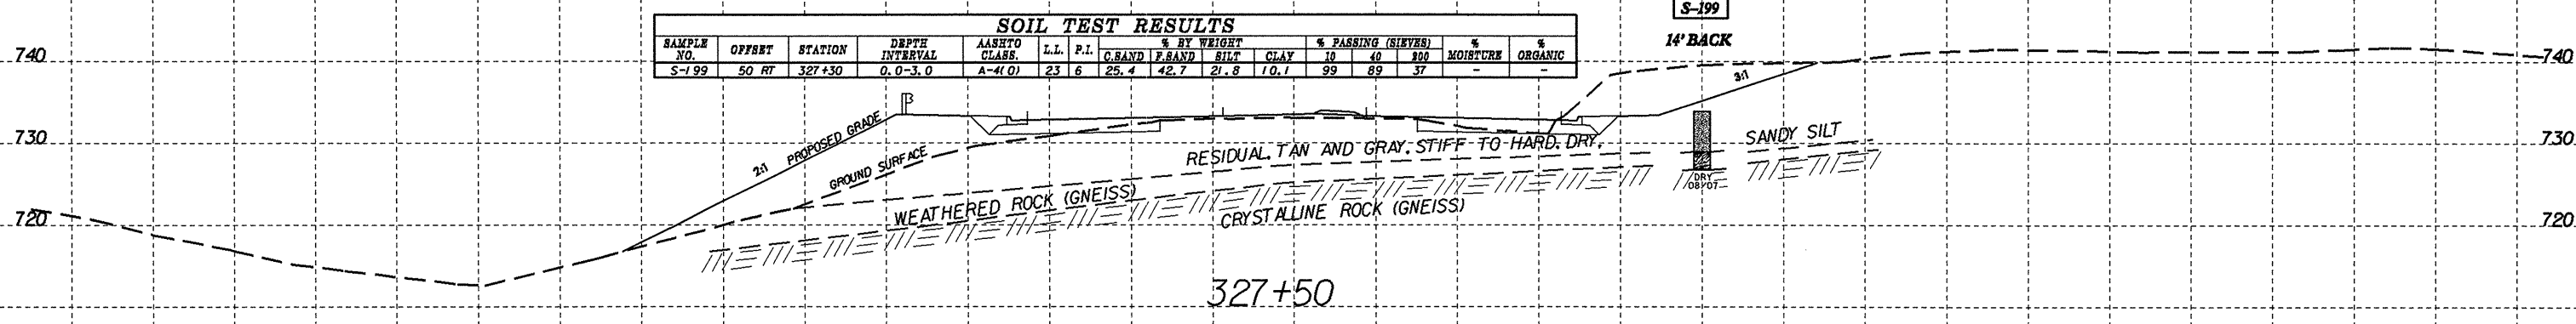 S-199
14' BACK
SOIL TEST RESULTS
SAMPLE NO. OFFSET STATION DEPTH INTERVAL AASHTO CLASS. L.L. P.I. % BY WEIGHT C.SAND F.SAND SILT CLAY % PASSING (SIEVES) 10 40 200 % MOISTURE % ORGANIC
S-199 50 RT 327+30 0.0-3.0 A-4(0) 23 6 25.4 42.7 21.8 10.1 99 89 37 - -
740 740
3:1
730 730
2:1 PROPOSED GRADE
GROUND SURFACE
RESIDUAL. TAN AND GRAY. STIFF TO HARD. DRY. SANDY SILT
DRY
08/07
WEATHERED ROCK (GNEISS)
CRYSTALLINE ROCK (GNEISS)
720 720
327+50